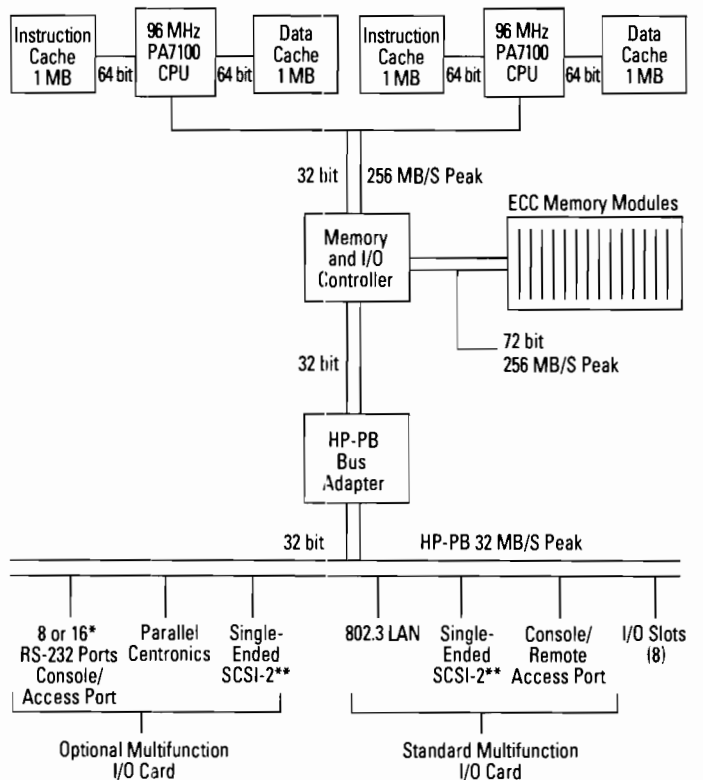 Instruction
Cache
1 MB
64 bit
96 MHz
PA7100
CPU
64 bit
Data
Cache
1 MB
Instruction
Cache
1 MB
64 bit
96 MHz
PA7100
CPU
64 bit
Data
Cache
1 MB
32 bit
256 MB/S Peak
Memory
and I/O
Controller
ECC Memory Modules
72 bit
256 MB/S Peak
32 bit
HP-PB
Bus
Adapter
32 bit
HP-PB 32 MB/S Peak
8 or 16*
RS-232 Ports
Console/
Access Port
Parallel
Centronics
Single-
Ended
SCSI-2**
802.3 LAN
Single-
Ended
SCSI-2**
Console/
Remote
Access Port
I/O Slots
(8)
Optional Multifunction
I/O Card
Standard Multifunction
I/O Card